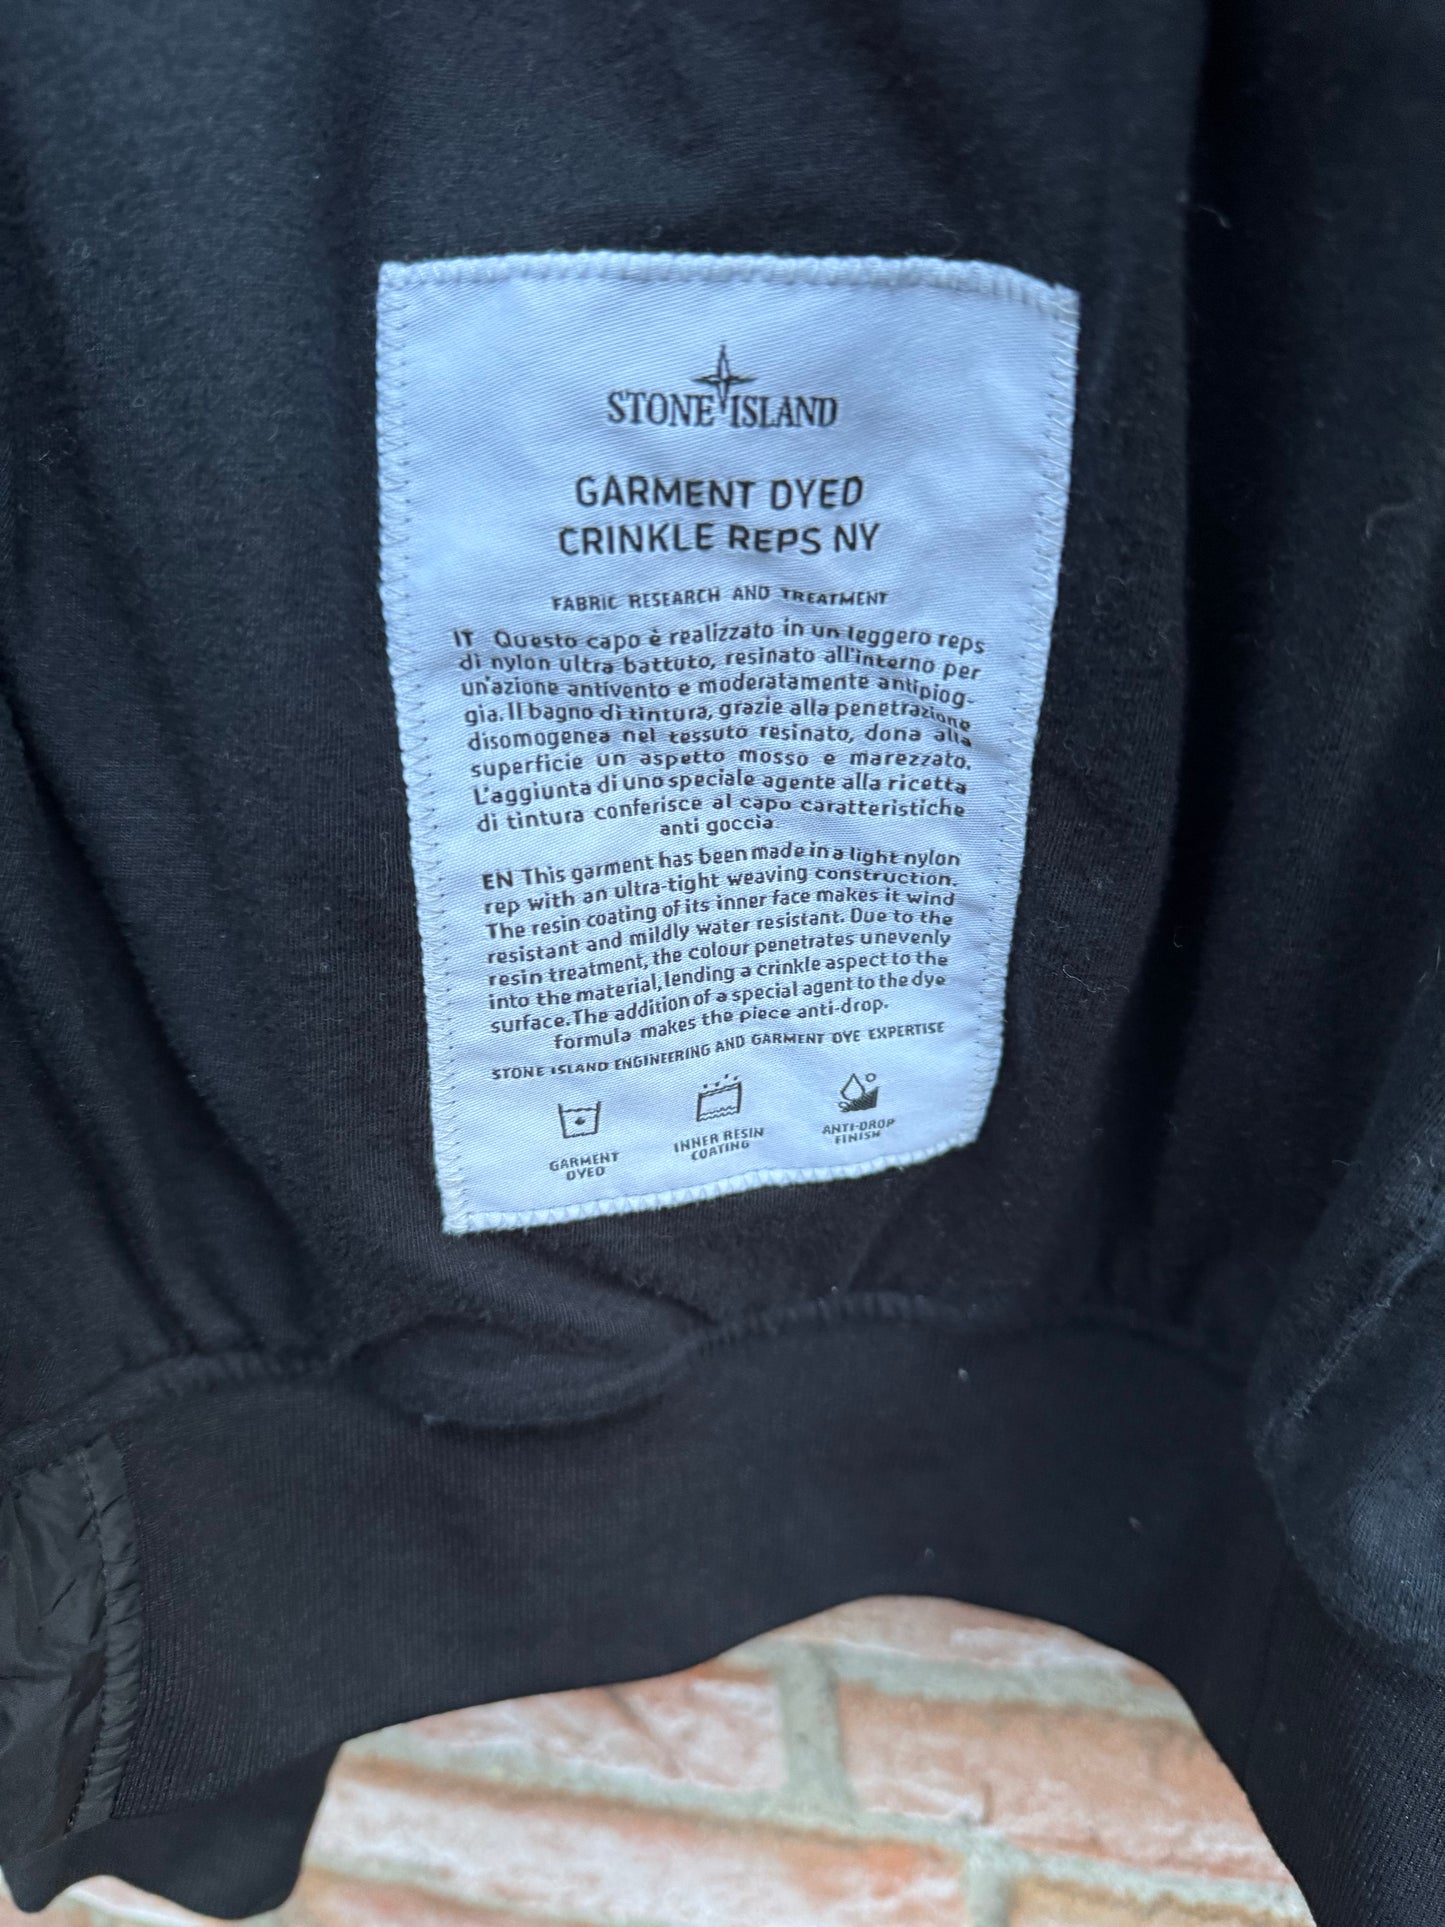 STONE ISLAND
GARMENT DYED
CRINKLE REPS NY
FABRIC RESEARCH AND TREATMENT
IT Questo capo è realizzato in un leggero reps
di nylon ultra battuto, resinato all'interno per
un'azione antivento e moderatamente antipiog-
gia. Il bagno di tintura, grazie alla penetrazione
disomogenea nel tessuto resinato, dona alla
superficie un aspetto mosso e marezzato.
L'aggiunta di uno speciale agente alla ricetta
di tintura conferisce al capo caratteristiche
anti goccia.
EN This garment has been made in a light nylon
rep with an ultra-tight weaving construction.
The resin coating of its inner face makes it wind
resistant and mildly water resistant. Due to the
resin treatment, the colour penetrates unevenly
into the material, lending a crinkle aspect to the
surface. The addition of a special agent to the dye
formula makes the piece anti-drop.
STONE ISLAND ENGINEERING AND GARMENT DYE EXPERTISE
GARMENT
DYED
INNER RESIN
COATING
ANTI-DROP
FINISH